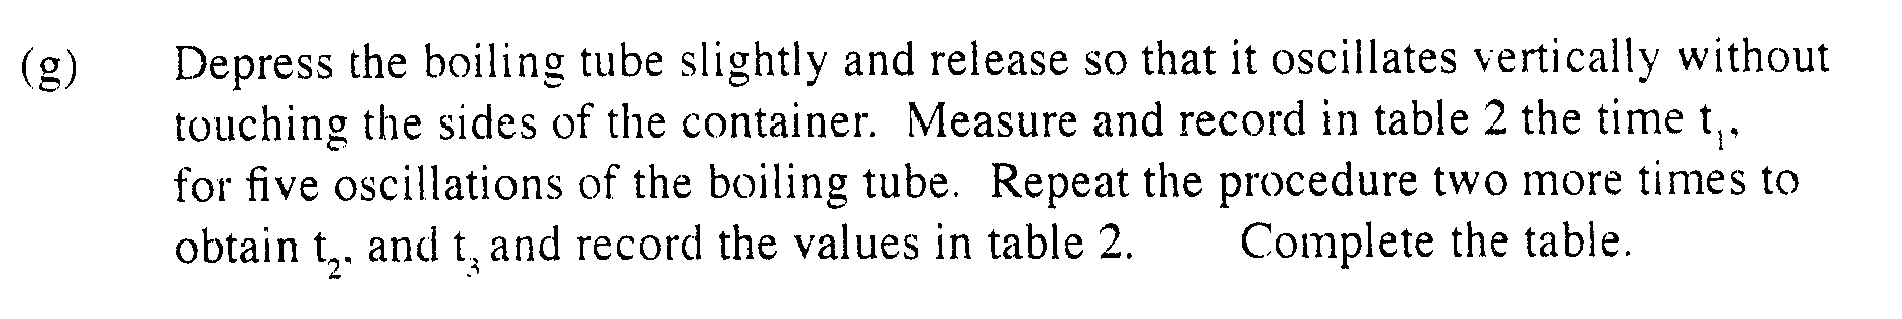 (g) Depress the boiling tube slightly and release so that it oscillates vertically without
touching the sides of the container. Measure and record in table 2 the time t₁,
for five oscillations of the boiling tube. Repeat the procedure two more times to
obtain t₂, and t₃ and record the values in table 2. Complete the table.